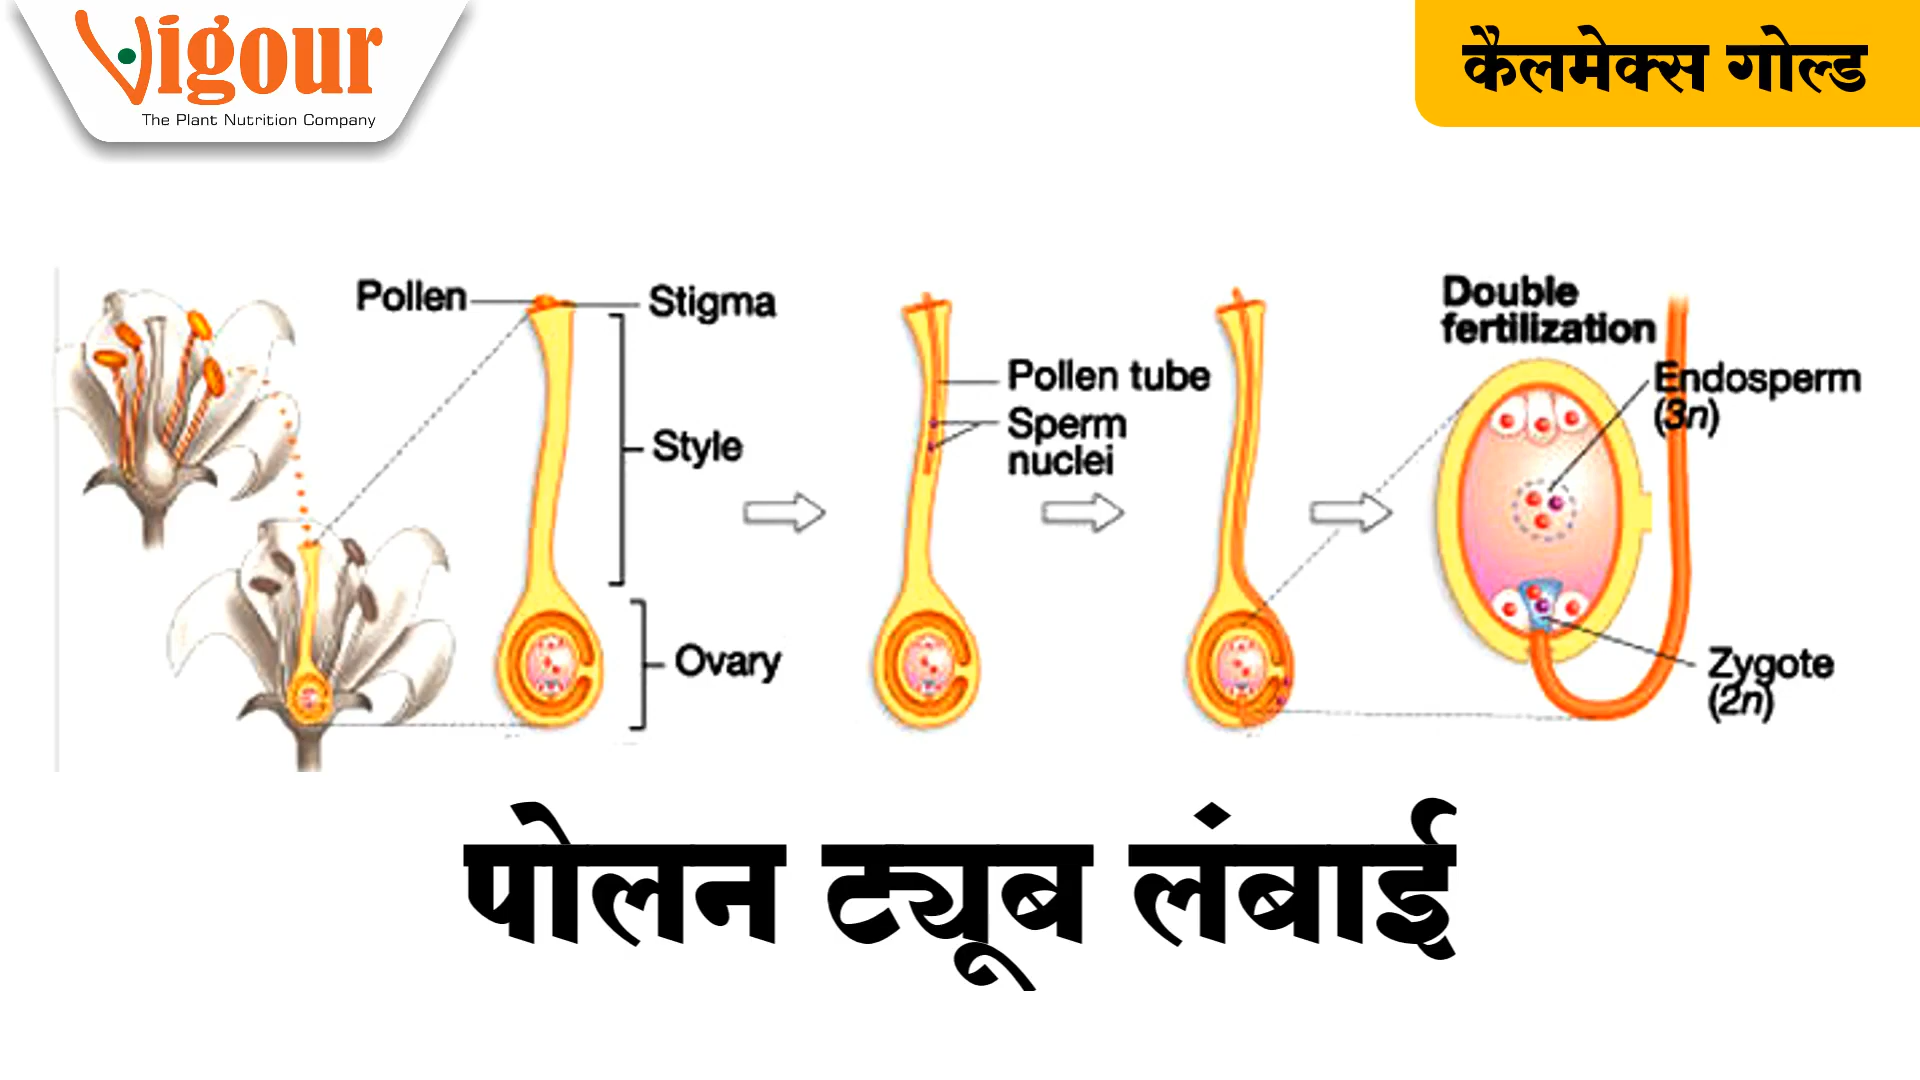 Vigour
The Plant Nutrition Company
कैलमेक्स गोल्ड
Pollen
Stigma
Style
Ovary
Pollen tube
Sperm
nuclei
Double
fertilization
Endosperm
(3n)
Zygote
(2n)
पोलन ट्यूब लंबाई